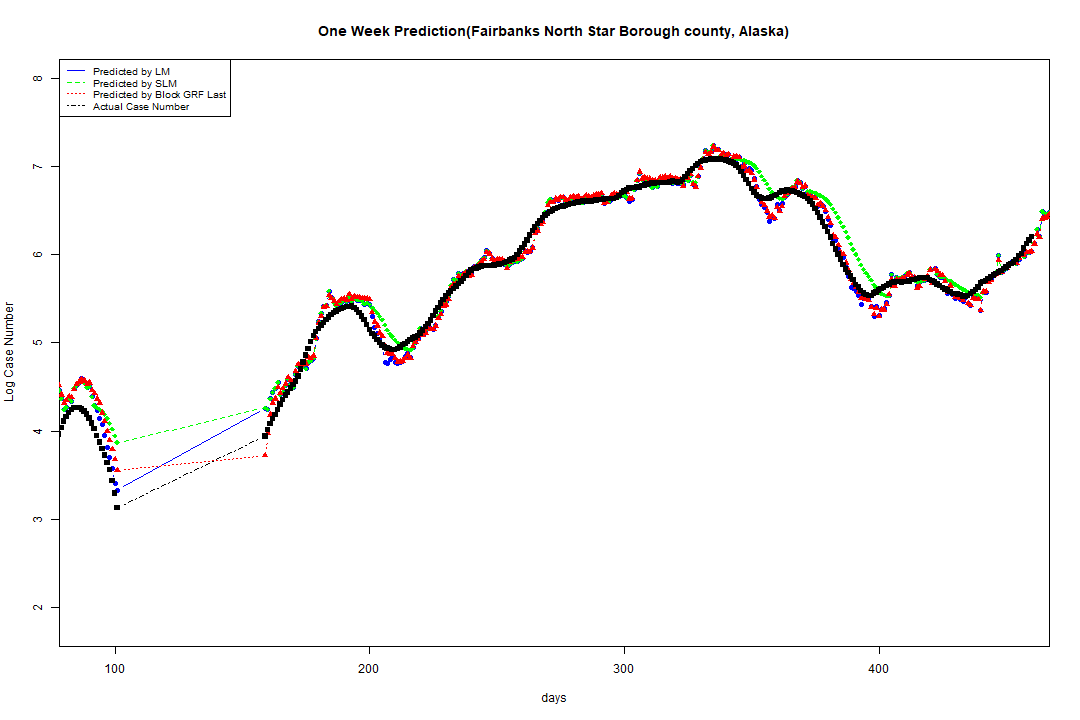 One Week Prediction(Fairbanks North Star Borough county, Alaska)
Predicted by LM
Predicted by SLM
Predicted by Block GRF Last
Actual Case Number
8
7
6
5
4
3
2
Log Case Number
100 200 300 400
days